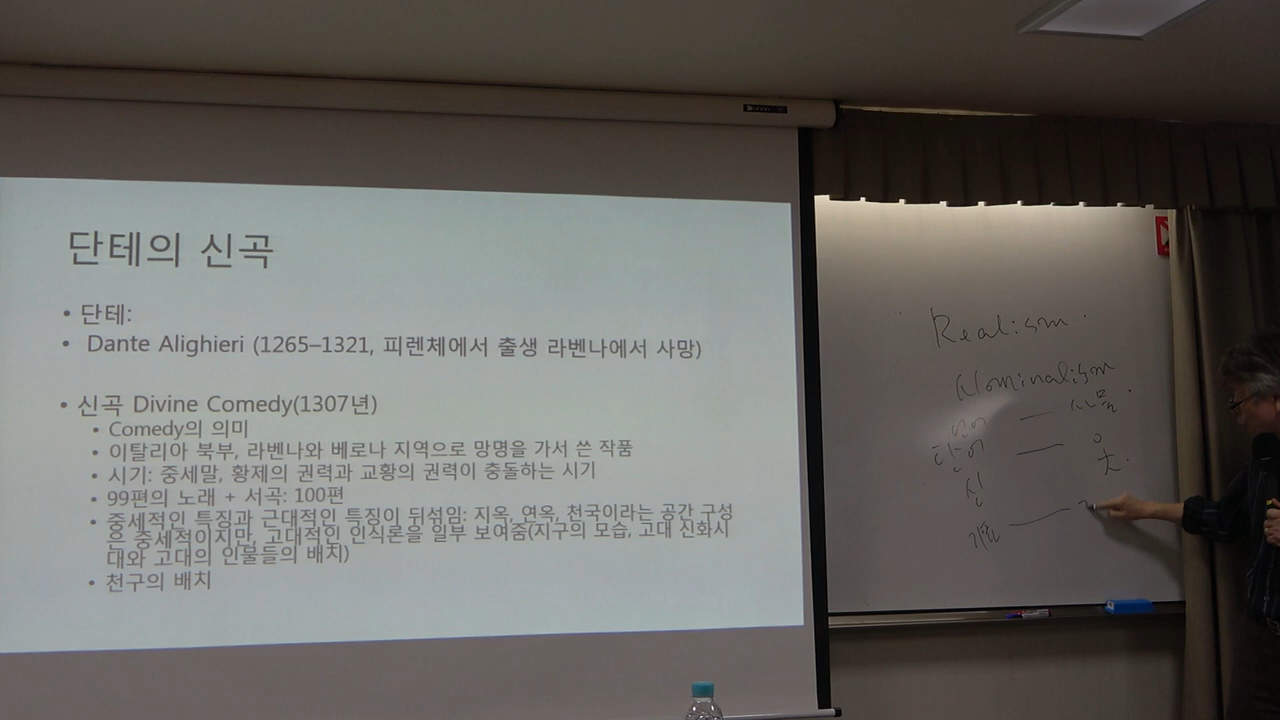 단테의 신곡
• 단테:
• Dante Alighieri (1265–1321, 피렌체에서 출생 라벤나에서 사망)
• 신곡 Divine Comedy(1307년)
• Comedy의 의미
• 이탈리아 북부, 라벤나와 베로나 지역으로 망명을 가서 쓴 작품
• 시기: 중세말, 황제의 권력과 교황의 권력이 충돌하는 시기
• 99편의 노래 + 서곡: 100편
• 중세적인 특징과 근대적인 특징이 뒤섞임: 지옥, 연옥, 천국이라는 공간 구성
은 중세적이지만, 고대적인 인식론을 일부 보여줌(지구의 모습, 고대 신화시
대와 고대의 인물들의 배치)
• 천구의 배치
Realism
Nominalism
언어 — 사물
단어 —
신